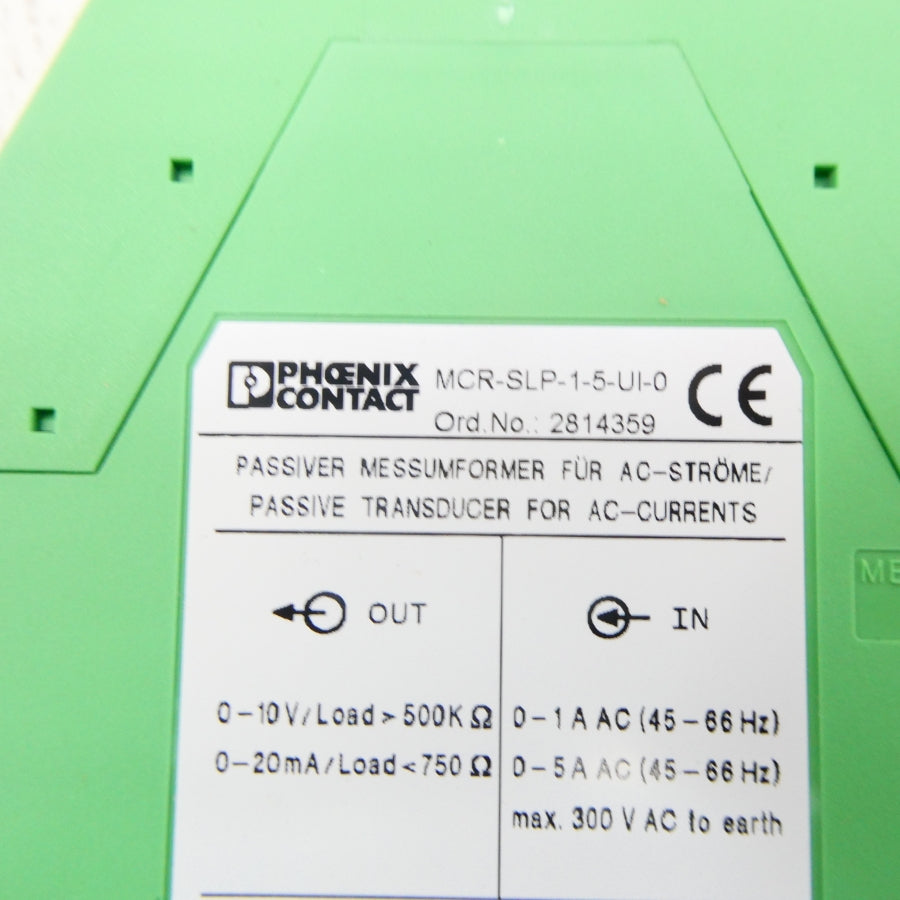 PHŒNIX CONTACT
MCR-SLP-1-5-UI-0
Ord.No.: 2814359
CE
PASSIVER MESSUMFORMER FÜR AC-STRÖME/
PASSIVE TRANSDUCER FOR AC-CURRENTS
OUT
IN
0-10V/Load > 500K Ω
0-20mA/Load < 750 Ω
0-1 A AC (45-66 Hz)
0-5 A AC (45-66 Hz)
max. 300 V AC to earth